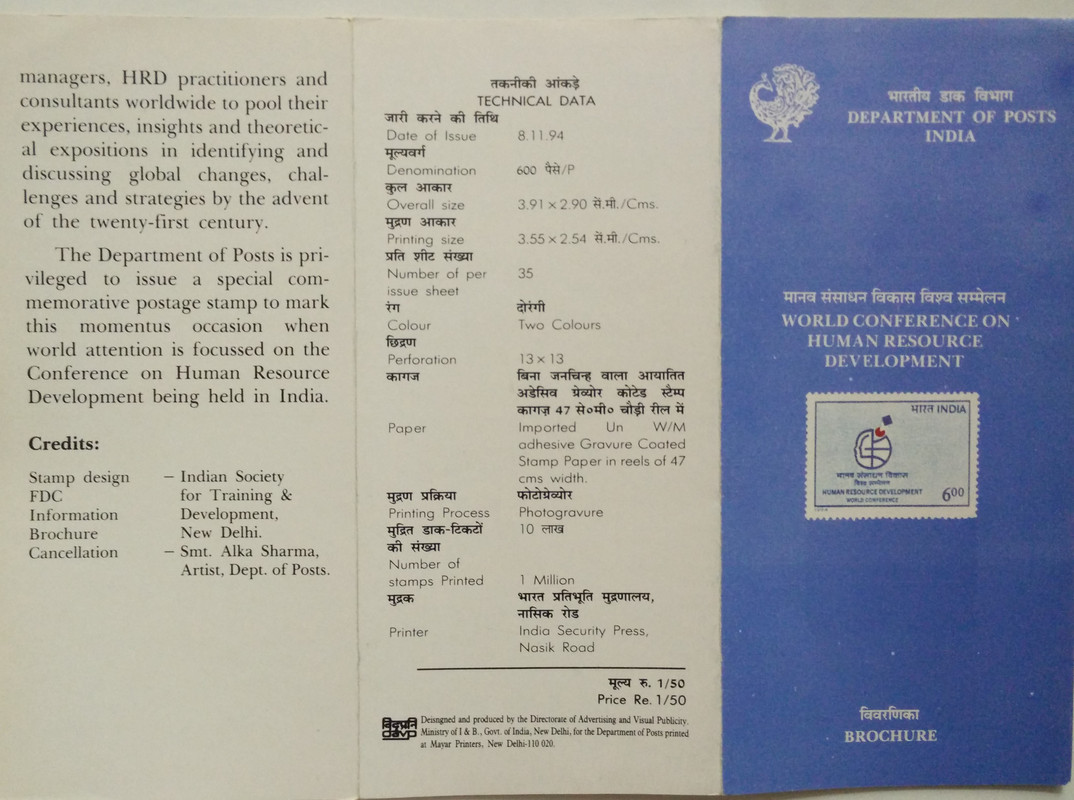 managers, HRD practitioners and
consultants worldwide to pool their
experiences, insights and theoretic-
al expositions in identifying and
discussing global changes, chal-
lenges and strategies by the advent
of the twenty-first century.
The Department of Posts is pri-
vileged to issue a special com-
memorative postage stamp to mark
this momentus occasion when
world attention is focussed on the
Conference on Human Resource
Development being held in India.
Credits:
Stamp design – Indian Society
FDC for Training &
Information Development,
Brochure New Delhi.
Cancellation – Smt. Alka Sharma,
Artist, Dept. of Posts.
तकनीकी आंकड़े
TECHNICAL DATA
जारी करने की तिथि
Date of Issue 8.11.94
मूल्यवर्ग
Denomination 600 पैसे/P
कुल आकार
Overall size 3.91 × 2.90 सें.मी./Cms.
मुद्रण आकार
Printing size 3.55 × 2.54 सें.मी./Cms.
प्रति शीट संख्या
Number of per 35
issue sheet
रंग दोरंगी
Colour Two Colours
छिद्रण
Perforation 13 × 13
कागज बिना जनचिन्ह वाला आयातित
अडेसिव ग्रेव्योर कोटेड स्टैम्प
कागज़ 47 से०मी० चौड़ी रील में
Paper Imported Un W/M
adhesive Gravure Coated
Stamp Paper in reels of 47
cms width.
मुद्रण प्रक्रिया फोटोग्रेव्योर
Printing Process Photogravure
मुद्रित डाक-टिकटों 10 लाख
की संख्या
Number of
stamps Printed 1 Million
मुद्रक भारत प्रतिभूति मुद्रणालय,
नासिक रोड
Printer India Security Press,
Nasik Road
मूल्य रु. 1/50
Price Re. 1/50
विदृप्रनि
davp
Deisngned and produced by the Directorate of Advertising and Visual Publicity,
Ministry of I & B., Govt. of India, New Delhi, for the Department of Posts printed
at Mayar Printers, New Delhi-110 020.
भारतीय डाक विभाग
DEPARTMENT OF POSTS
INDIA
मानव संसाधन विकास विश्व सम्मेलन
WORLD CONFERENCE ON
HUMAN RESOURCE
DEVELOPMENT
भारत INDIA
मानव संसाधन विकास
विश्व सम्मेलन
HUMAN RESOURCE DEVELOPMENT
WORLD CONFERENCE
600
1994
विवरणिका
BROCHURE